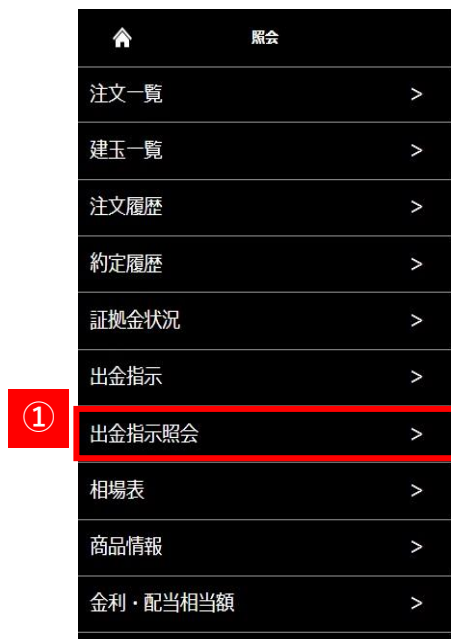 照会
注文一覧 >
建玉一覧 >
注文履歴 >
約定履歴 >
証拠金状況 >
出金指示 >
① 出金指示照会 >
相場表 >
商品情報 >
金利・配当相当額 >